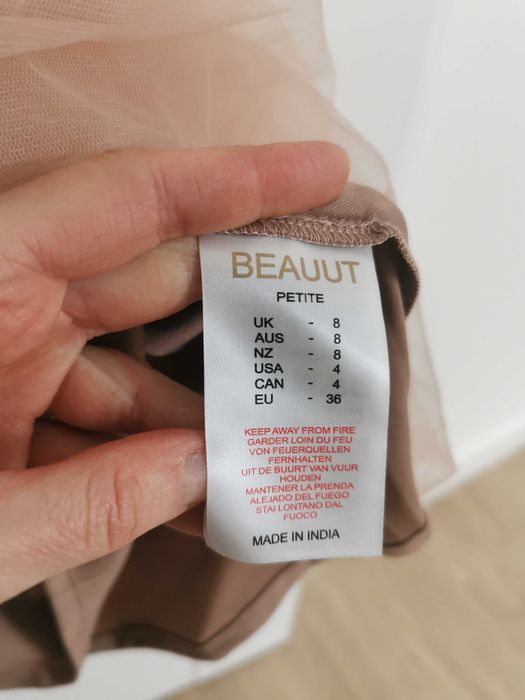 BEAUUT
PETITE
UK - 8
AUS - 8
NZ - 8
USA - 4
CAN - 4
EU - 36
KEEP AWAY FROM FIRE
GARDER LOIN DU FEU
VON FEUERQUELLEN
FERNHALTEN
UIT DE BUURT VAN VUUR
HOUDEN
MANTENER LA PRENDA
ALEJADO DEL FUEGO
STAI LONTANO DAL
FUOCO
MADE IN INDIA